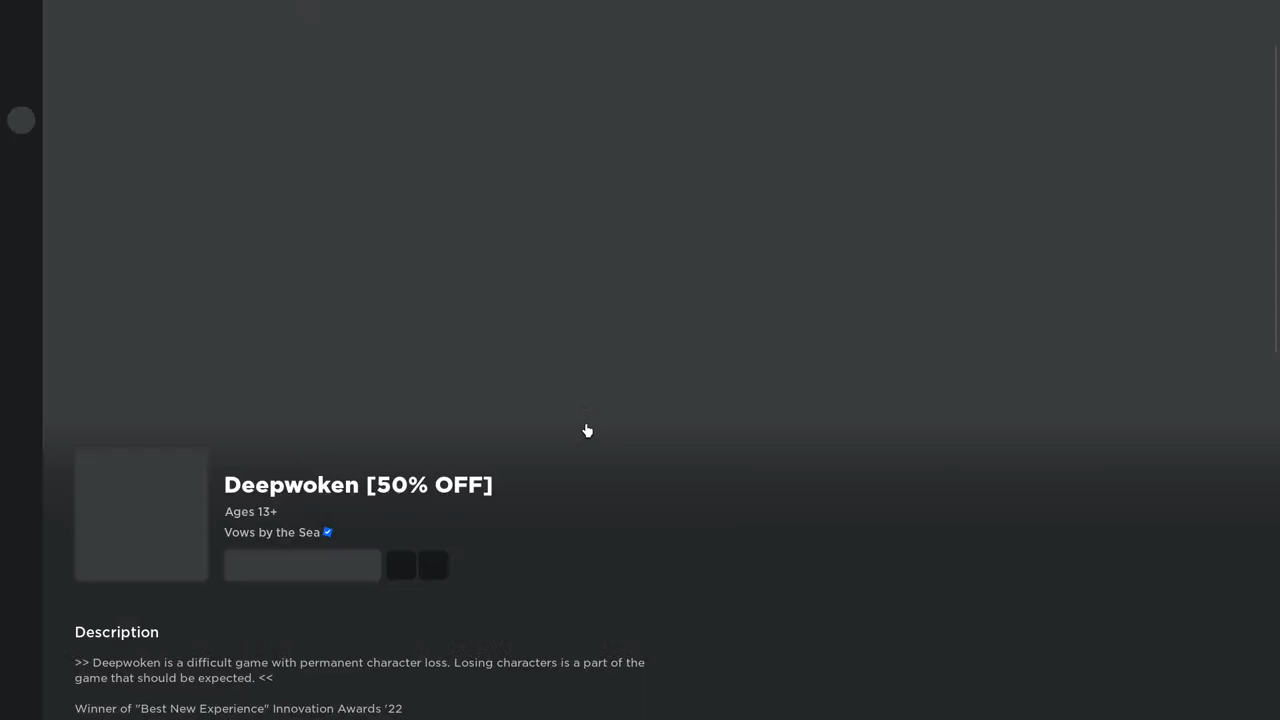 Deepwoken [50% OFF]
Ages 13+
Vows by the Sea
Description
>> Deepwoken is a difficult game with permanent character loss. Losing characters is a part of the
game that should be expected. <<
Winner of "Best New Experience" Innovation Awards '22